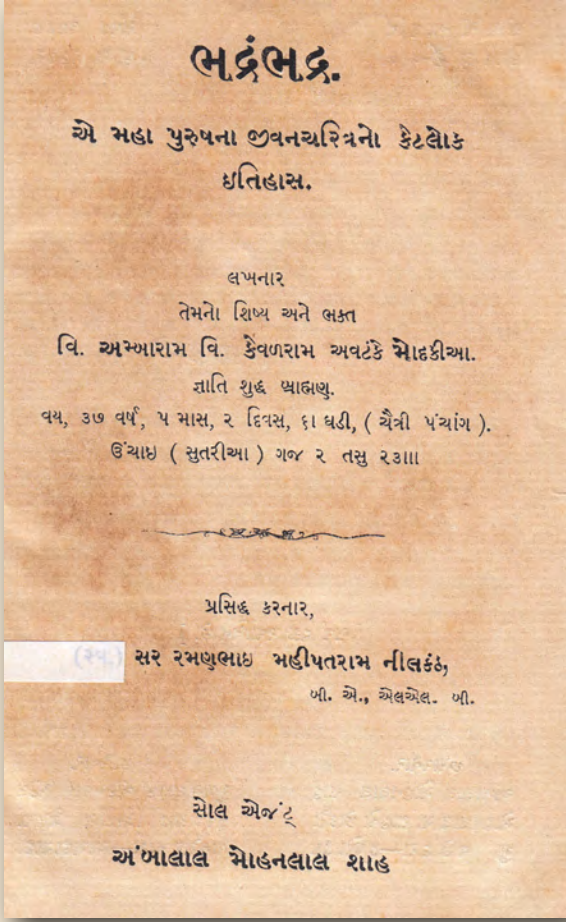 ભદ્રંભદ્ર.
એ મહા પુરુષના જીવનચરિત્રનો કેટલોક
ઇતિહાસ.
લખનાર
તેમનો શિષ્ય અને ભક્ત
વિ. અમ્બારામ વિ. કેવળરામ અવટંકે મોદકીઆ.
જ્ઞાતિ શુદ્ધ બ્રાહ્મણ.
વય, ૩૭ વર્ષ, ૫ માસ, ૨ દિવસ, ૬ા ઘડી, ( ચૈત્રી પંચાંગ ).
ઉંચાઇ ( સુતરીઆ ) ગજ ૨ તસુ ૨૩ાાા
પ્રસિદ્ધ કરનાર,
સર રમણભાઇ મહીપતરામ નીલકંઠ,
બી. એ., એલએલ. બી.
સોલ એજંટ્
અંબાલાલ મોહનલાલ શાહ